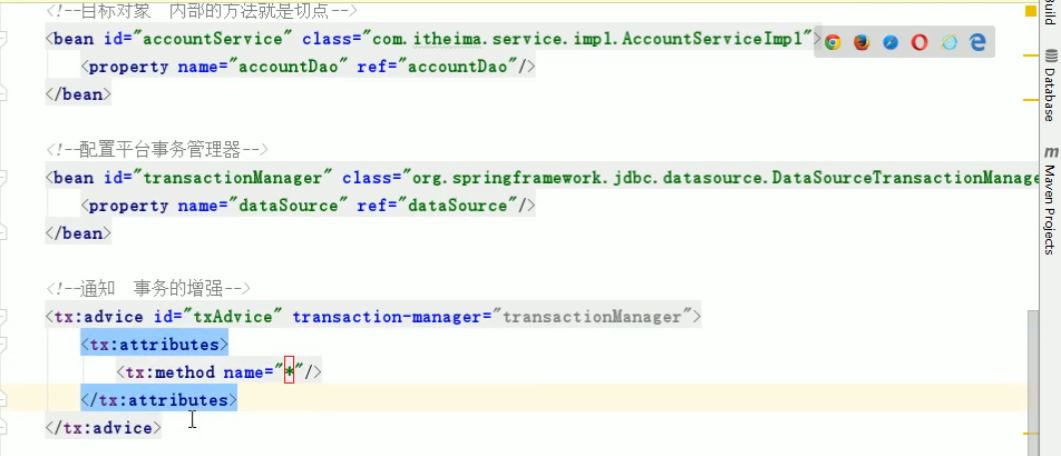 <!--目标对象  内部的方法就是切点-->
<bean id="accountService" class="com.itheima.service.impl.AccountServiceImpl">
<property name="accountDao" ref="accountDao"/>
</bean>
<!--配置平台事务管理器-->
<bean id="transactionManager" class="org.springframework.jdbc.datasource.DataSourceTransactionManage
<property name="dataSource" ref="dataSource"/>
</bean>
<!--通知  事务的增强-->
<tx:advice id="txAdvice" transaction-manager="transactionManager">
<tx:attributes>
<tx:method name="*"/>
</tx:attributes>
</tx:advice>
Build
Database
Maven Projects